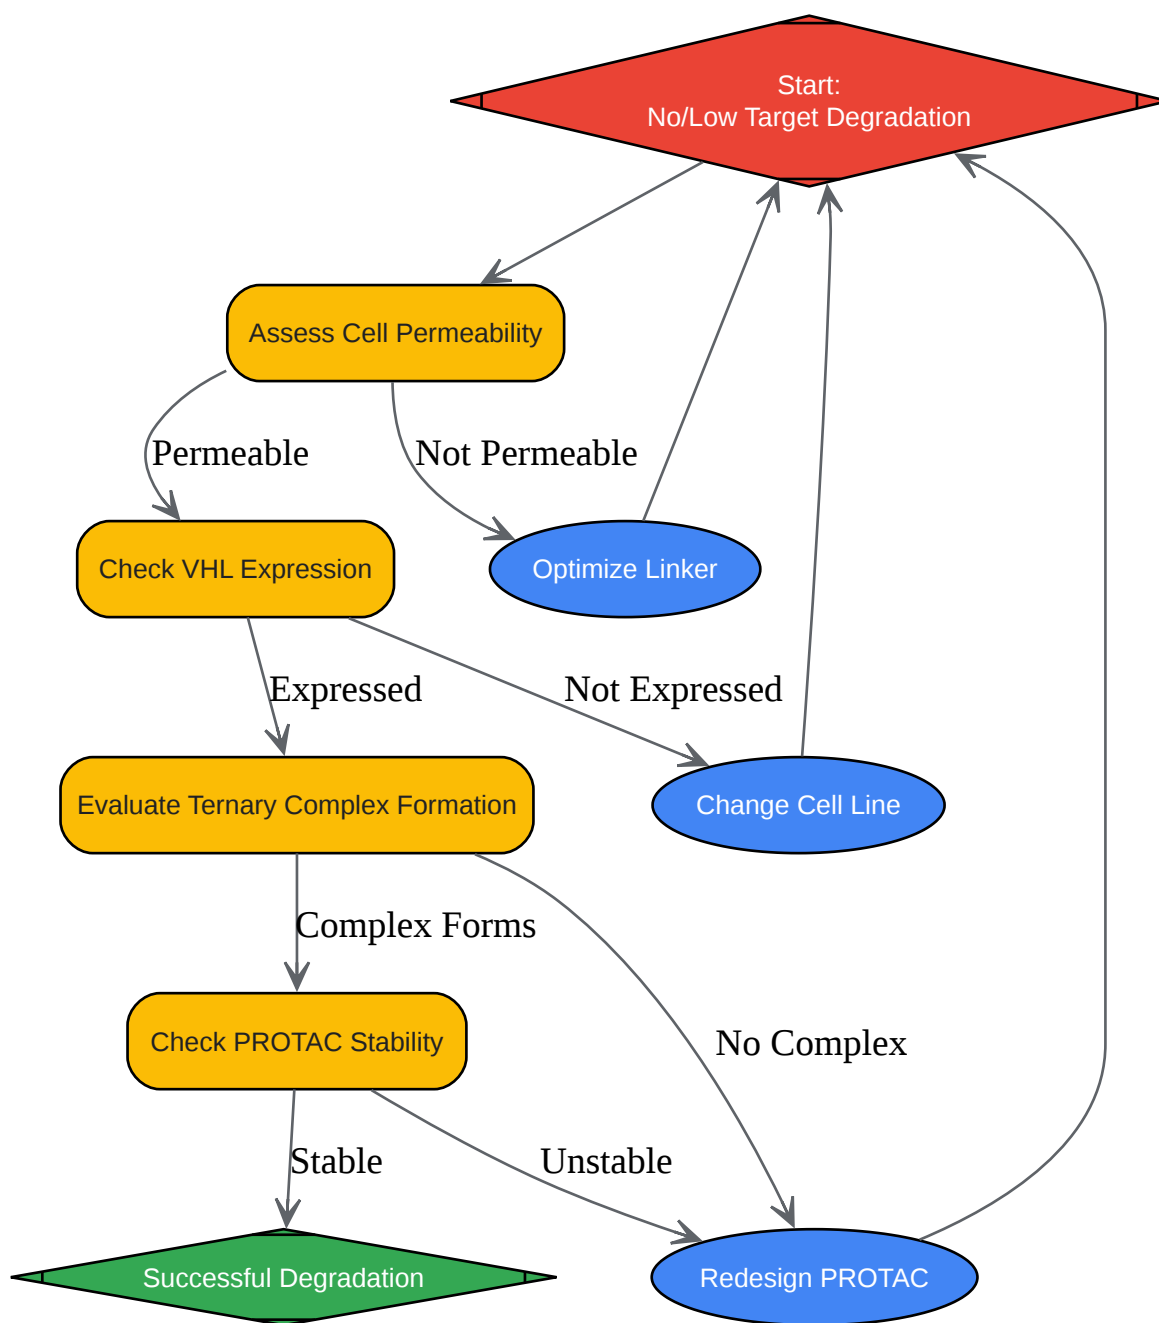 Start:
No/Low Target Degradation
Assess Cell Permeability
Permeable
Not Permeable
Check VHL Expression
Optimize Linker
Expressed
Not Expressed
Evaluate Ternary Complex Formation
Change Cell Line
Complex Forms
Check PROTAC Stability
No Complex
Stable
Unstable
Successful Degradation
Redesign PROTAC